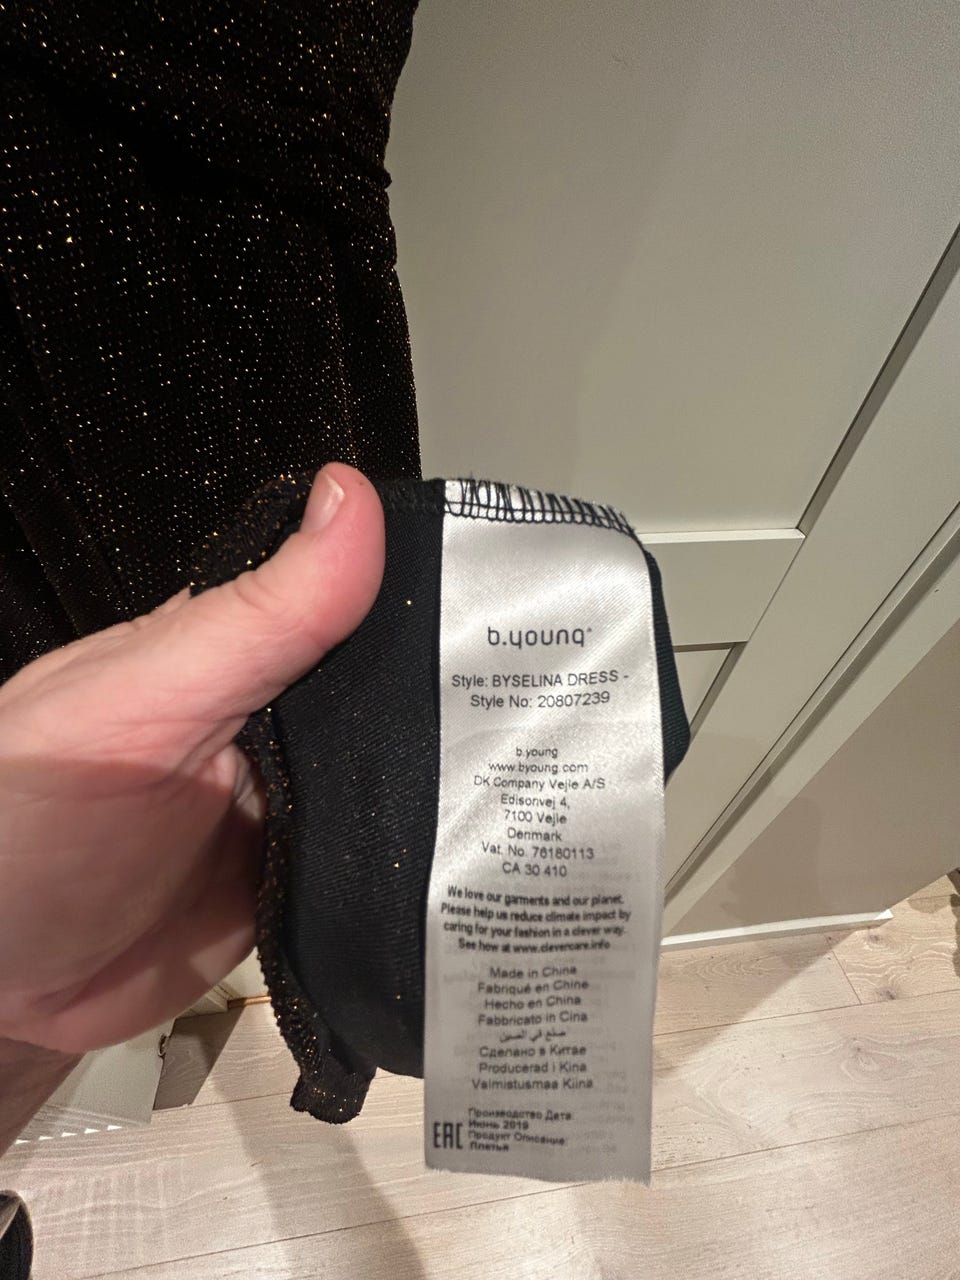 b.young®
Style: BYSELINA DRESS -
Style No: 20807239
b.young
www.byoung.com
DK Company Vejle A/S
Edisonvej 4,
7100 Vejle
Denmark
Vat. No. 76180113
CA 30 410
We love our garments and our planet.
Please help us reduce climate impact by
caring for your fashion in a clever way.
See how at www.clevercare.info
Made in China
Fabriqué en Chine
Hecho en China
Fabbricato in Cina
صنع في الصين
Сделано в Китае
Producerad i Kina
Valmistusmaa Kiina
Производство Дата
Июнь 2019
EAC Продукт Описание:
Платья